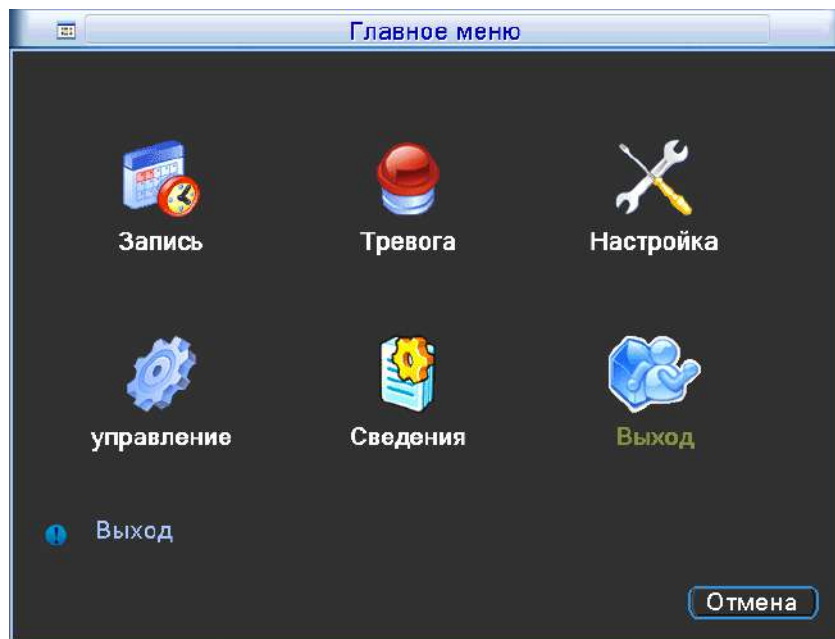 Главное меню
Запись
Тревога
Настройка
управление
Сведения
Выход
Выход
Отмена